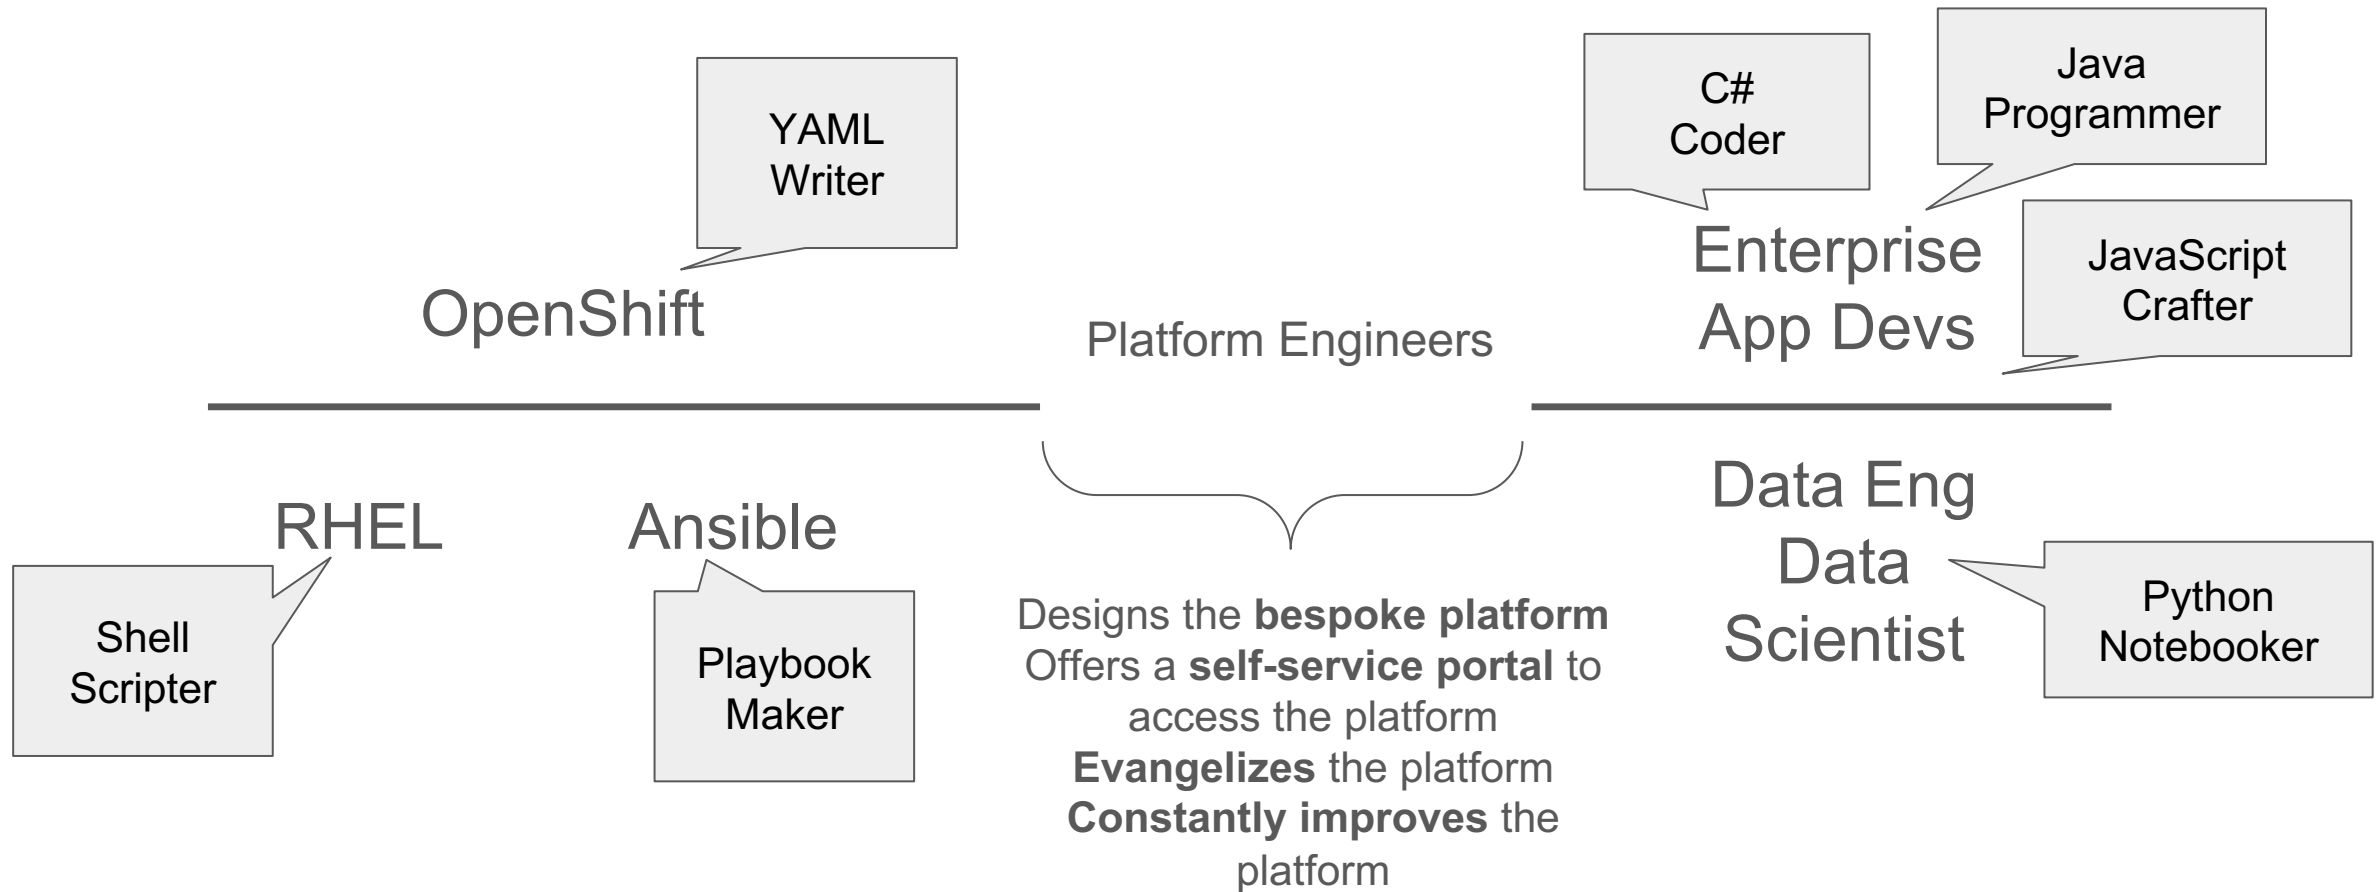 YAML
Writer
OpenShift
RHEL
Shell
Scripter
Ansible
Playbook
Maker
Platform Engineers
Designs the bespoke platform
Offers a self-service portal to
access the platform
Evangelizes the platform
Constantly improves the
platform
C#
Coder
Java
Programmer
Enterprise
App Devs
JavaScript
Crafter
Data Eng
Data
Scientist
Python
Notebooker